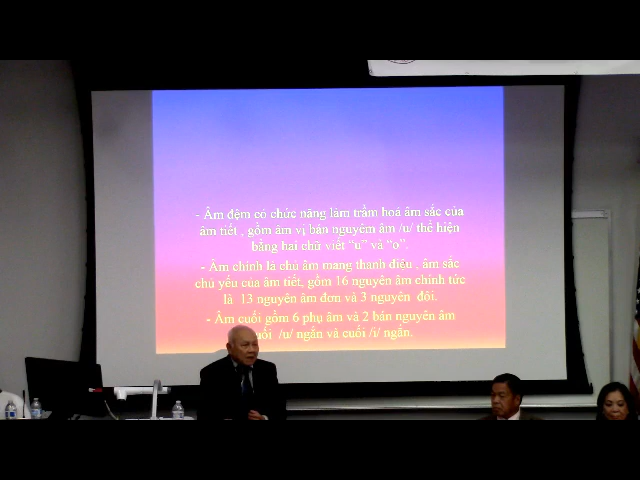 - Âm đệm có chức năng làm trầm hoá âm sắc của
âm tiết , gồm âm vị bán nguyên âm /u/ thể hiện
bằng hai chữ viết “u” và “o”.
- Âm chính là chủ âm mang thanh điệu , âm sắc
chủ yếu của âm tiết, gồm 16 nguyên âm chính tức
là 13 nguyên âm đơn và 3 nguyên đôi.
- Âm cuối gồm 6 phụ âm và 2 bán nguyên âm
/u/ ngắn và cuối /i/ ngắn.